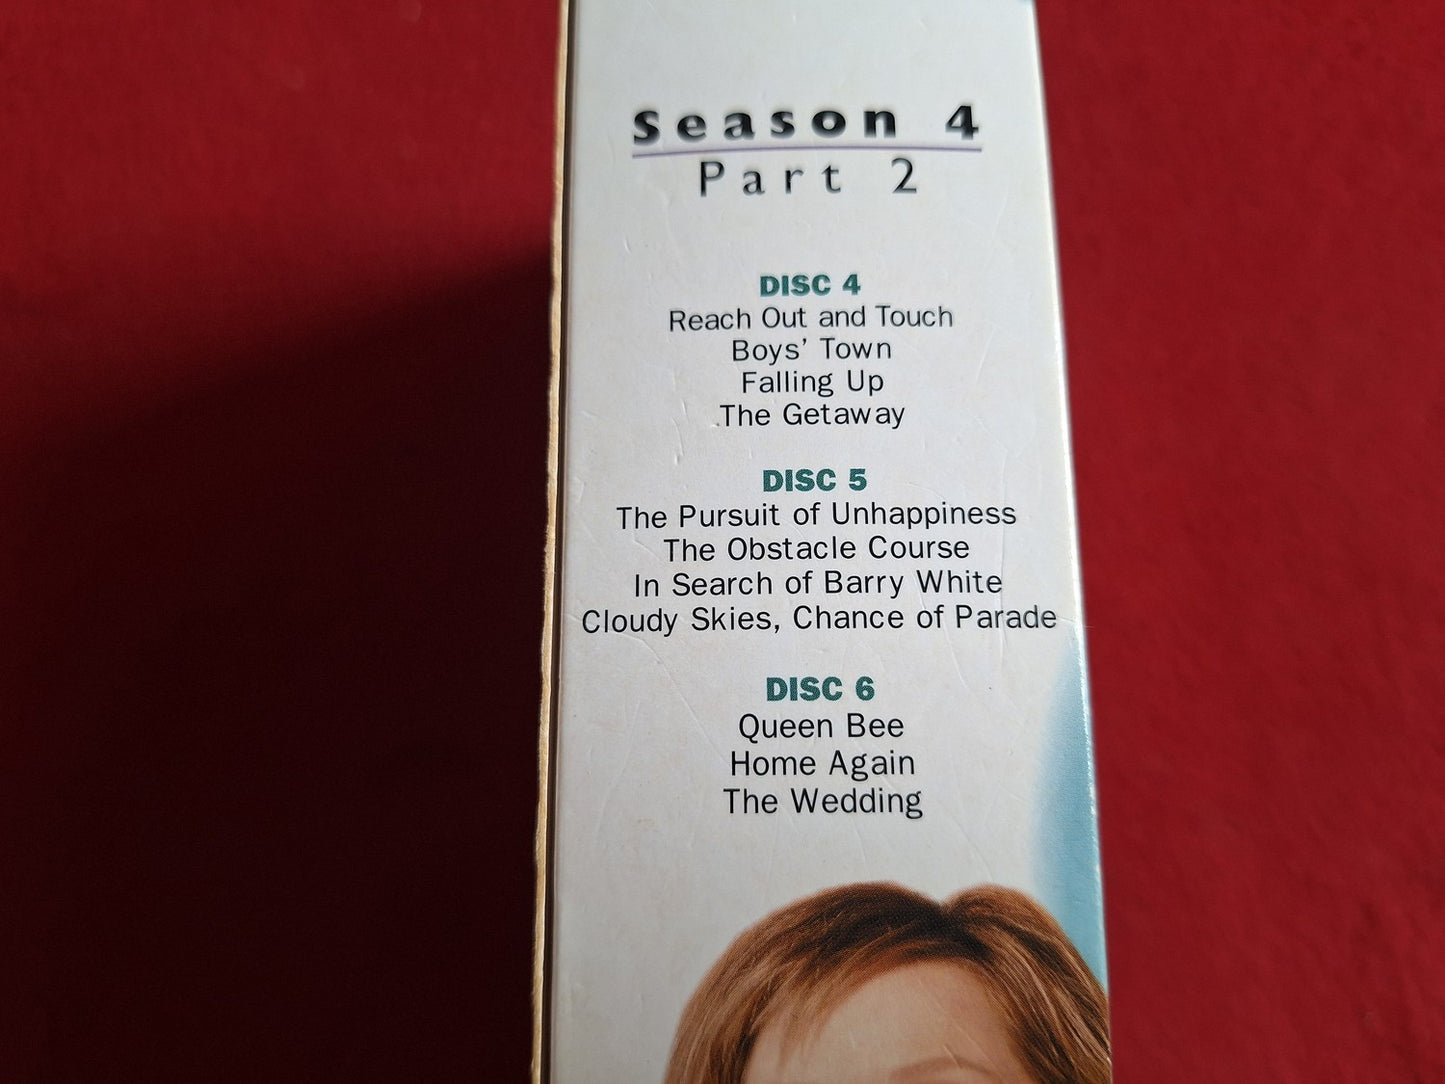 Season 4
Part 2
DISC 4
Reach Out and Touch
Boys’ Town
Falling Up
The Getaway
DISC 5
The Pursuit of Unhappiness
The Obstacle Course
In Search of Barry White
Cloudy Skies, Chance of Parade
DISC 6
Queen Bee
Home Again
The Wedding